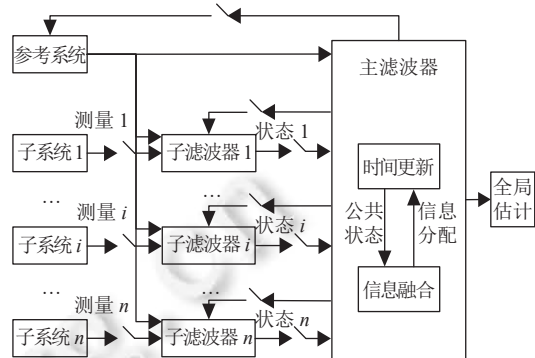 参考系统
主滤波器
测量 1
状态 1
子系统 1
子滤波器 1
时间更新
…
…
全局
估计
测量 i
公共
状态
信息
分配
状态 i
子系统 i
子滤波器 i
信息融合
…
…
测量 n
状态 n
子系统 n
子滤波器 n